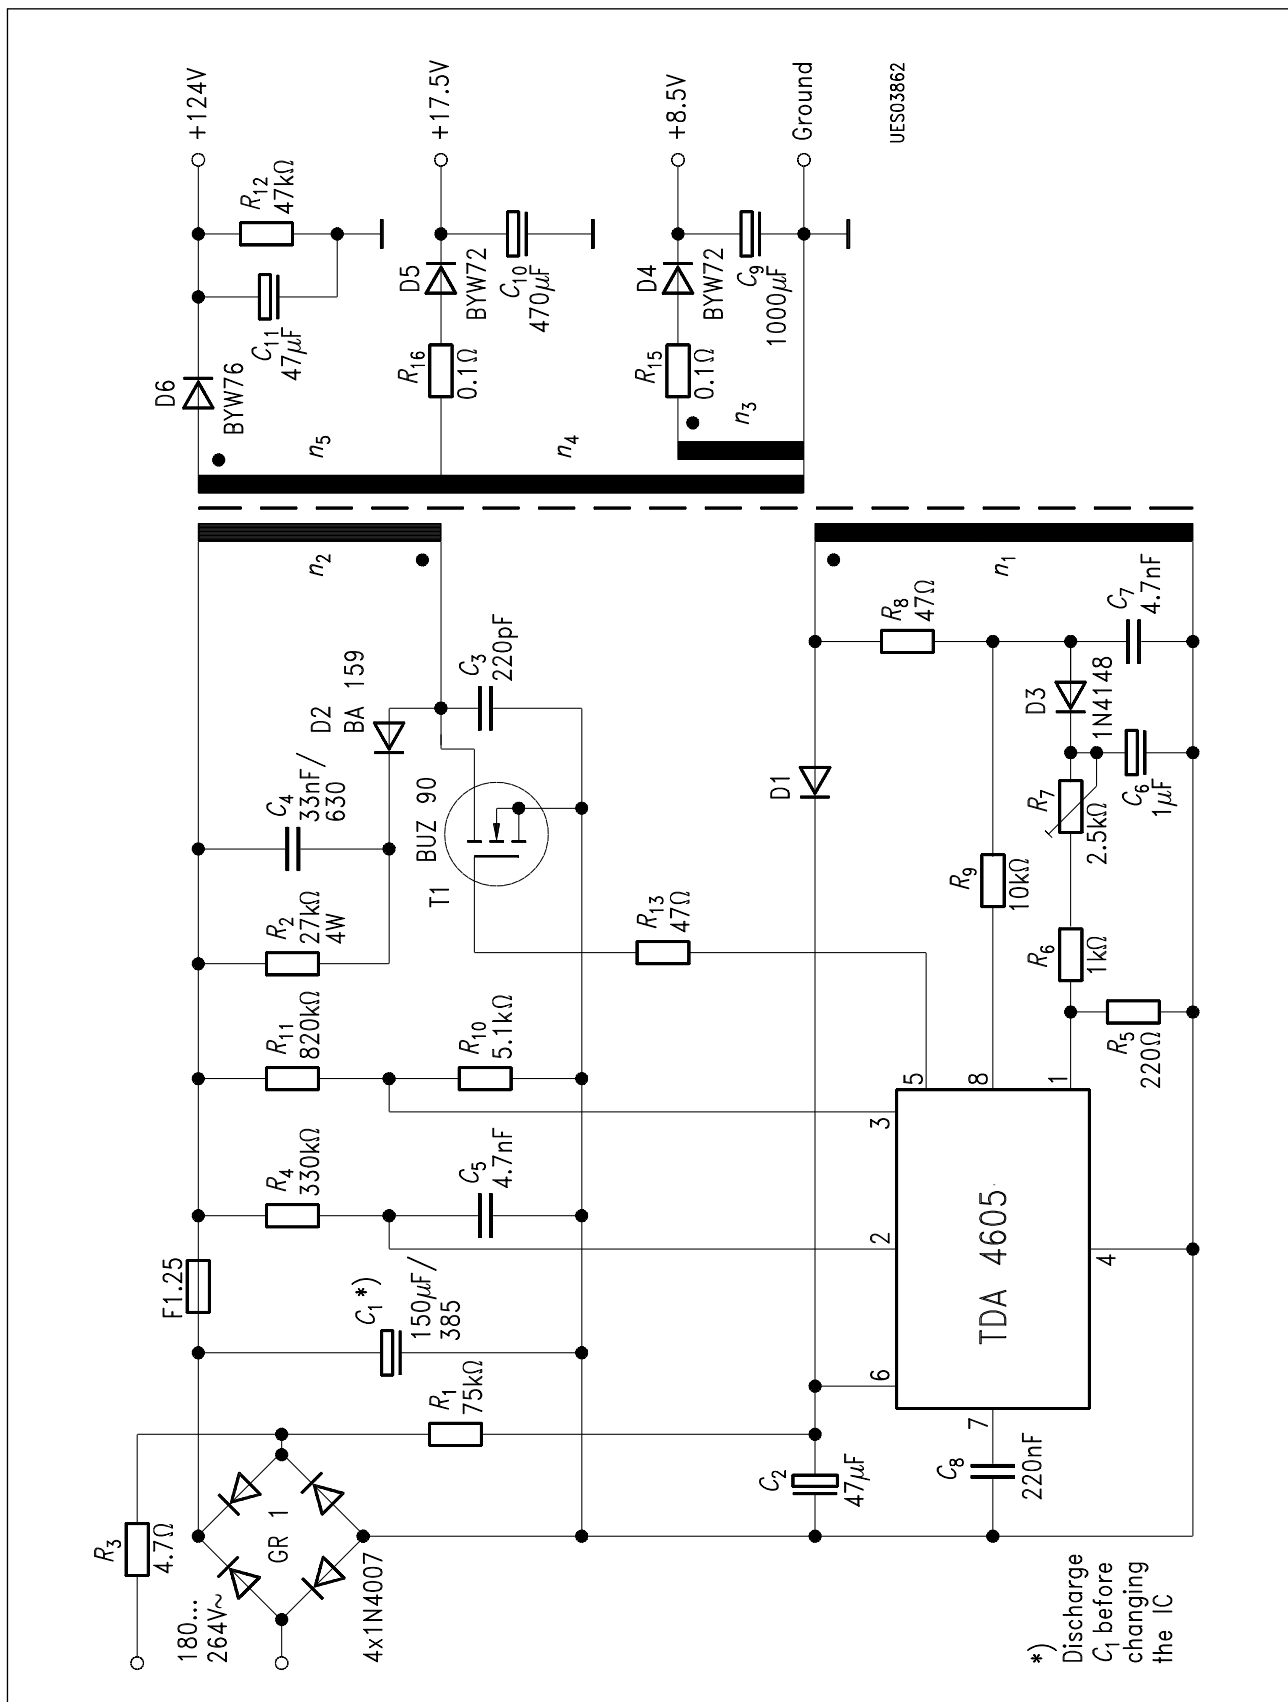 +124V
+17.5V
+8.5V
Ground
UES03862
R12
47kΩ
C11
47μF
D6
BYW76
D5
BYW72
C10
470μF
R16
0.1Ω
D4
BYW72
C9
1000μF
R15
0.1Ω
n5
n4
n3
n2
n1
D2
BA 159
C3
220pF
C4
33nF/
630
BUZ 90
T1
R2
27kΩ
4W
R13
47Ω
R11
820kΩ
R10
5.1kΩ
R4
330kΩ
C5
4.7nF
F1.25
C1 *)
150μF/
385
R1
75kΩ
R3
4.7Ω
180...
264V~
GR 1
4x1N4007
D1
R8
47Ω
C7
4.7nF
D3
1N4148
R7
2.5kΩ
C6
1μF
R9
10kΩ
R6
1kΩ
R5
220Ω
5
8
1
3
2
6
7
4
TDA 4605
C2
47μF
C8
220nF
*)
Discharge
C1 before
changing
the IC